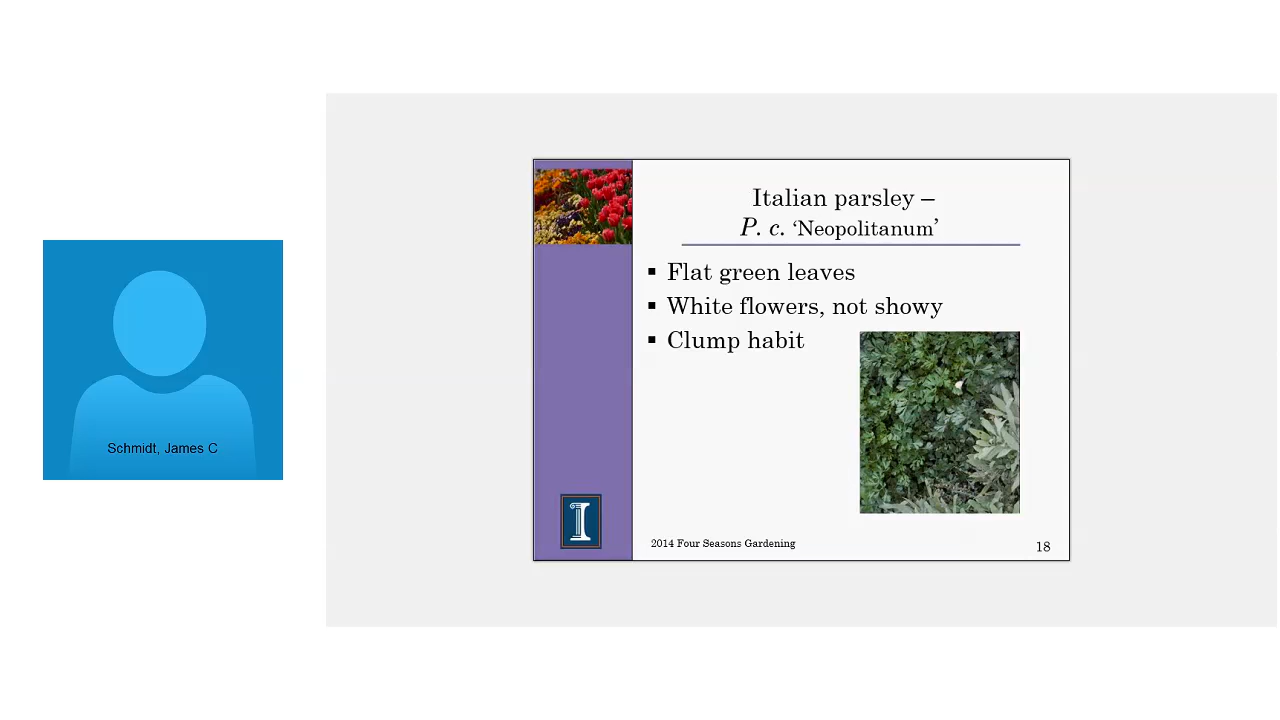 Schmidt, James C
Italian parsley –
P. c. ‘Neopolitanum’
▪ Flat green leaves
▪ White flowers, not showy
▪ Clump habit
I
2014 Four Seasons Gardening
18